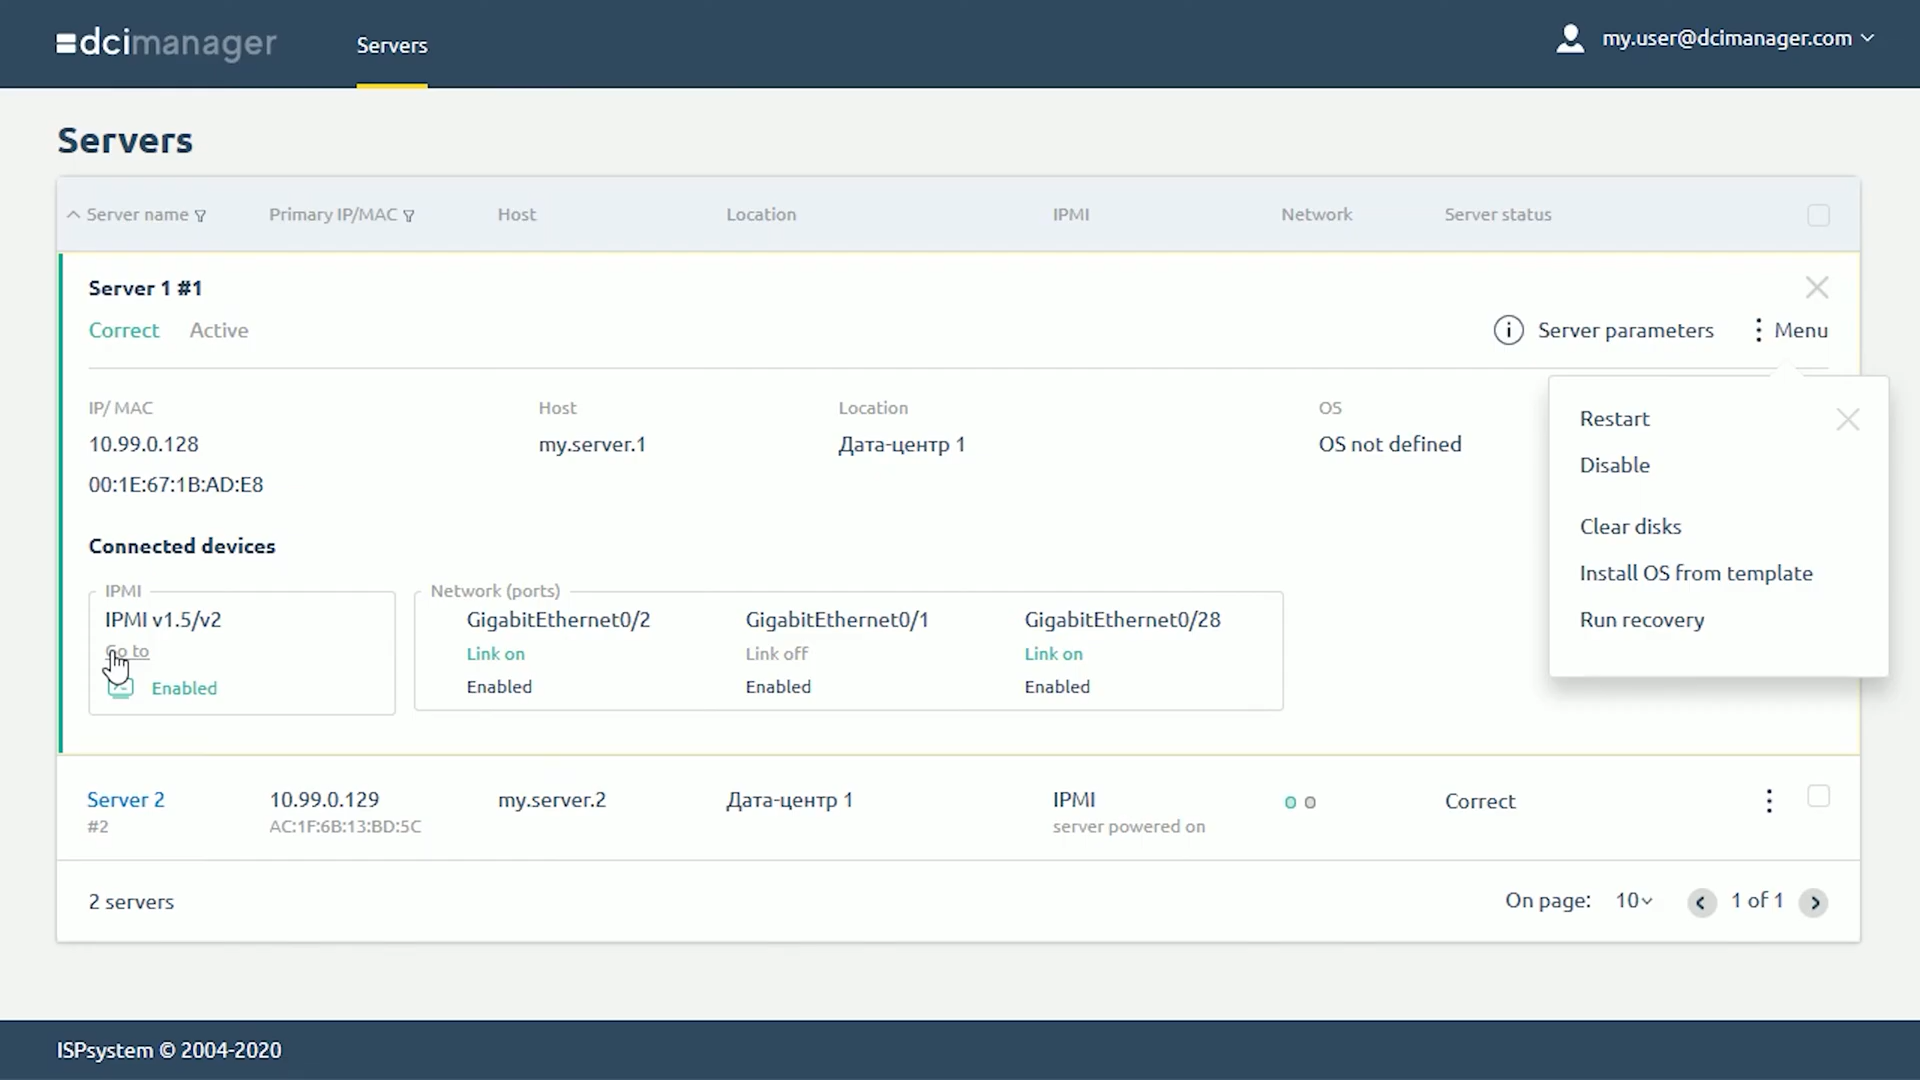 dcimanager
Servers
my.user@dcimanager.com
Servers
Server name
Primary IP/MAC
Host
Location
IPMI
Network
Server status
Server 1 #1
Correct
Active
Server parameters
Menu
IP/ MAC
Host
Location
OS
10.99.0.128
my.server.1
Дата-центр 1
OS not defined
00:1E:67:1B:AD:E8
Restart
Disable
Clear disks
Install OS from template
Run recovery
Connected devices
IPMI
IPMI v1.5/v2
Go to
Enabled
Network (ports)
GigabitEthernet0/2
GigabitEthernet0/1
GigabitEthernet0/28
Link on
Link off
Link on
Enabled
Enabled
Enabled
Server 2
10.99.0.129
my.server.2
Дата-центр 1
IPMI
Correct
#2
AC:1F:6B:13:BD:5C
server powered on
2 servers
On page:
10
1 of 1
ISPsystem © 2004-2020